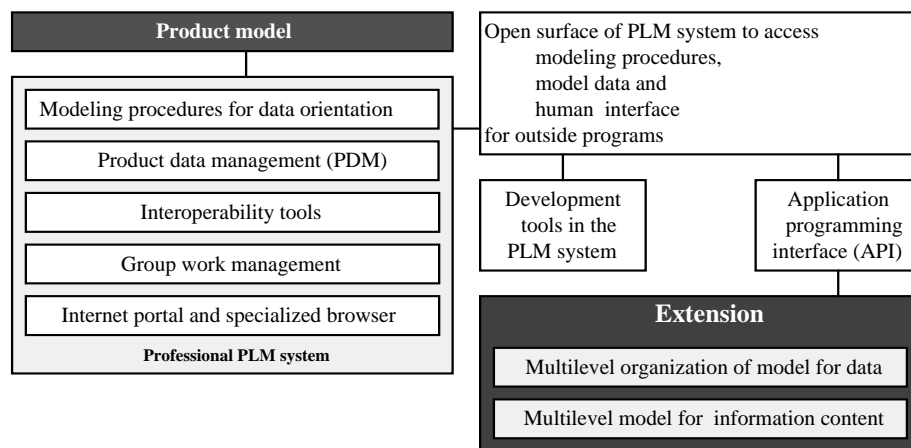 Product model
Modeling procedures for data orientation
Product data management (PDM)
Interoperability tools
Group work management
Internet portal and specialized browser
Professional PLM system
Open surface of PLM system to access
modeling procedures,
model data and
human interface
for outside programs
Development
tools in the
PLM system
Application
programming
interface (API)
Extension
Multilevel organization of model for data
Multilevel model for information content